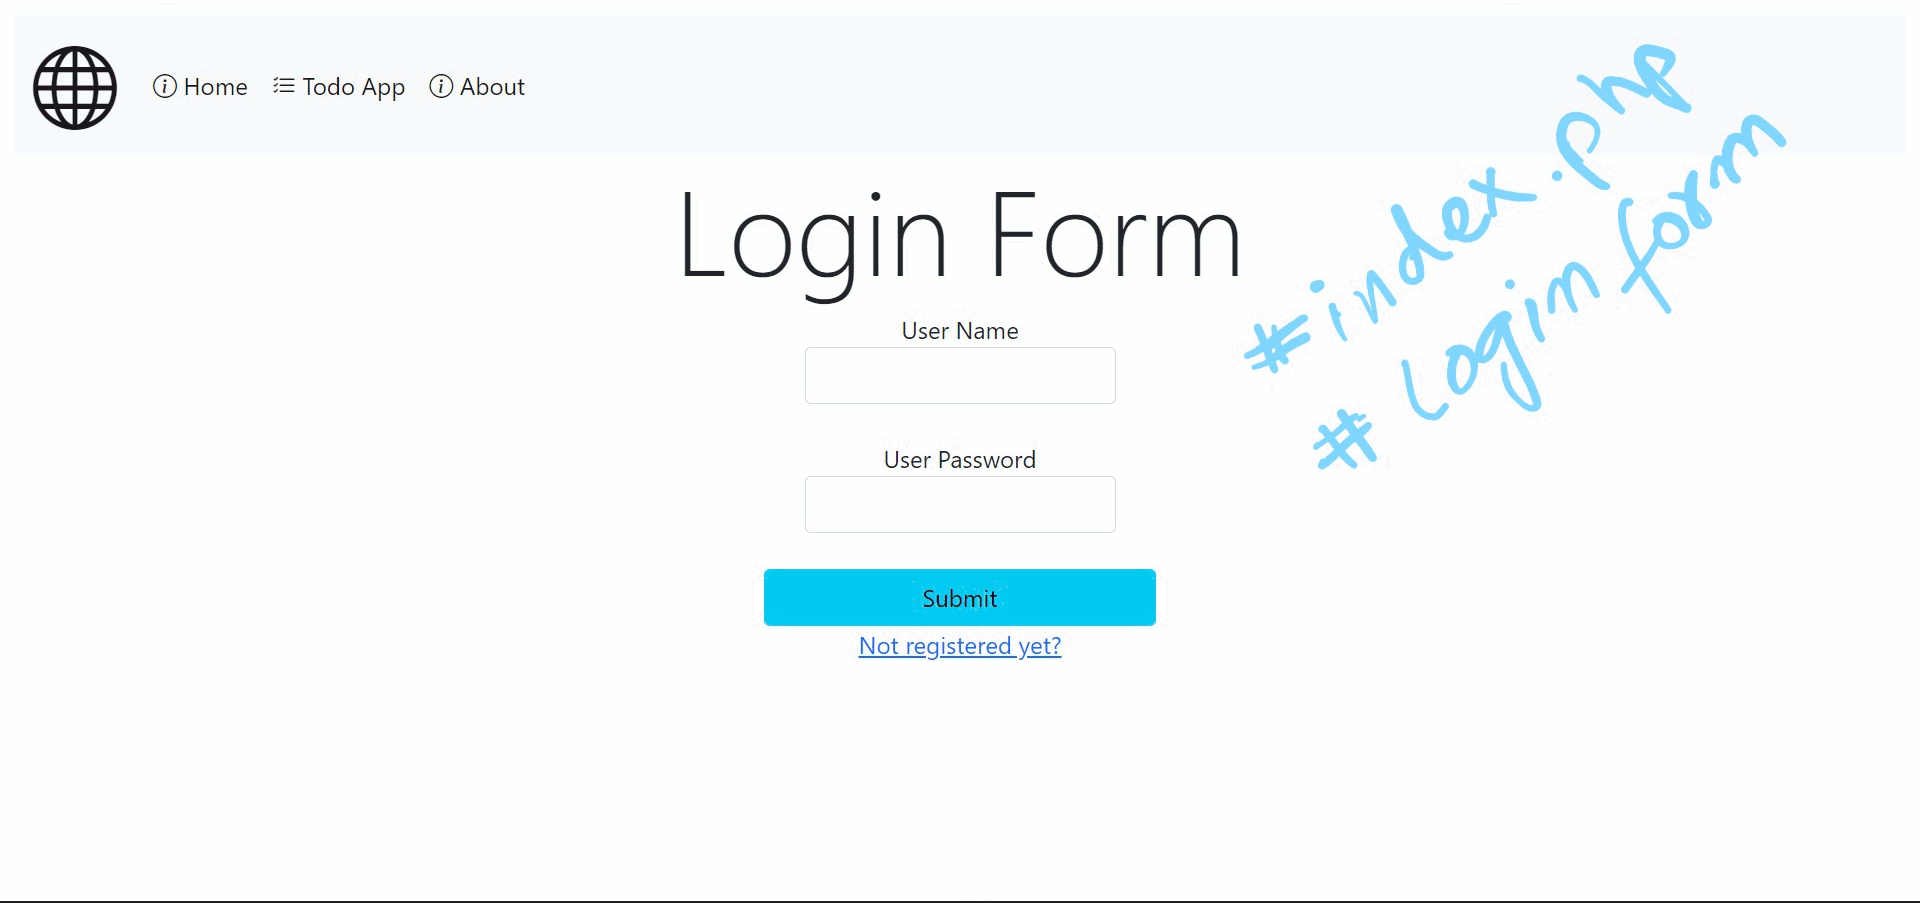 Home Todo App About
Login Form
User Name
User Password
Submit
Not registered yet?
#index.php
# Login form